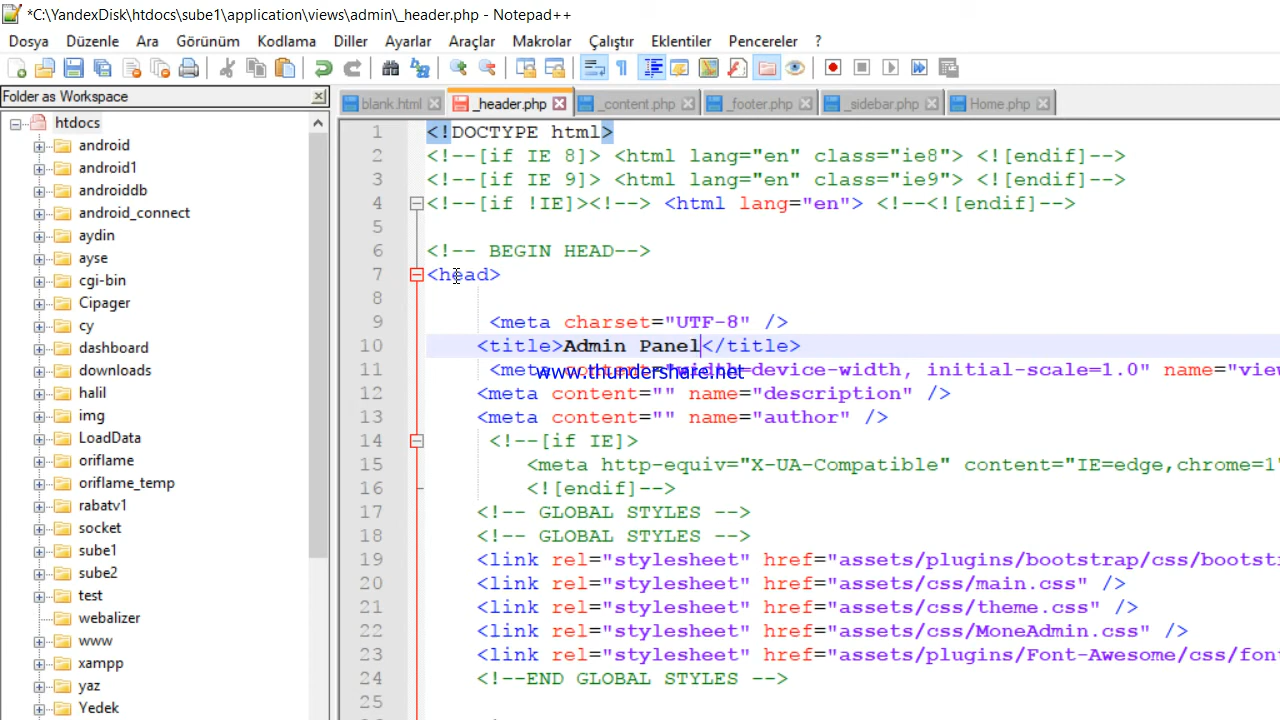 *C:\YandexDisk\htdocs\sube1\application\views\admin\_header.php - Notepad++
Dosya Düzenle Ara Görünüm Kodlama Diller Ayarlar Araçlar Makrolar Çalıştır Eklentiler Pencereler ?
Folder as Workspace
blank.html _header.php _content.php _footer.php _sidebar.php Home.php
htdocs
android
android1
androiddb
android_connect
aydin
ayse
cgi-bin
Cipager
cy
dashboard
downloads
halil
img
LoadData
oriflame
oriflame_temp
rabatv1
socket
sube1
sube2
test
webalizer
www
xampp
yaz
Yedek
1 <!DOCTYPE html>
2 <!--[if IE 8]> <html lang="en" class="ie8"> <![endif]-->
3 <!--[if IE 9]> <html lang="en" class="ie9"> <![endif]-->
4 <!--[if !IE]><!--> <html lang="en"> <!--<![endif]-->
5
6 <!-- BEGIN HEAD-->
7 <head>
8
9 <meta charset="UTF-8" />
10 <title>Admin Panel</title>
11 <meta content="width=device-width, initial-scale=1.0" name="view
www.thundershare.net
12 <meta content="" name="description" />
13 <meta content="" name="author" />
14 <!--[if IE]>
15 <meta http-equiv="X-UA-Compatible" content="IE=edge,chrome=1"
16 <![endif]-->
17 <!-- GLOBAL STYLES -->
18 <!-- GLOBAL STYLES -->
19 <link rel="stylesheet" href="assets/plugins/bootstrap/css/bootst
20 <link rel="stylesheet" href="assets/css/main.css" />
21 <link rel="stylesheet" href="assets/css/theme.css" />
22 <link rel="stylesheet" href="assets/css/MoneAdmin.css" />
23 <link rel="stylesheet" href="assets/plugins/Font-Awesome/css/font
24 <!--END GLOBAL STYLES -->
25